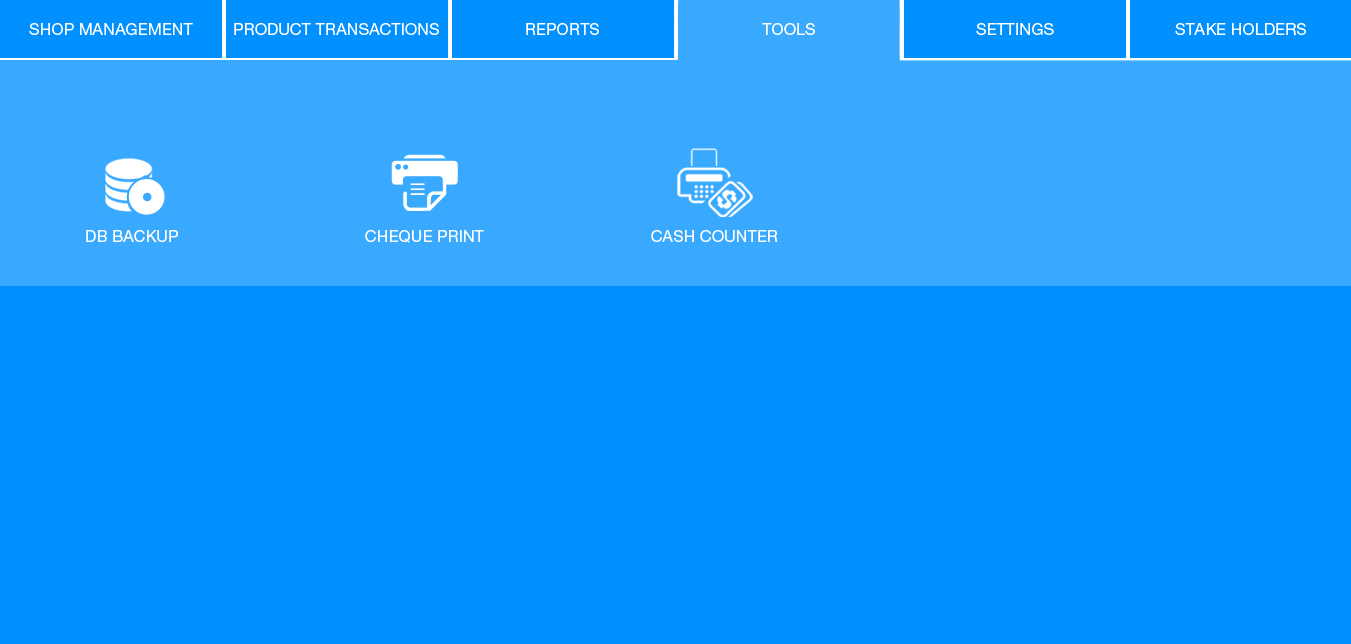 SHOP MANAGEMENT
PRODUCT TRANSACTIONS
REPORTS
TOOLS
SETTINGS
STAKE HOLDERS
DB BACKUP
CHEQUE PRINT
CASH COUNTER